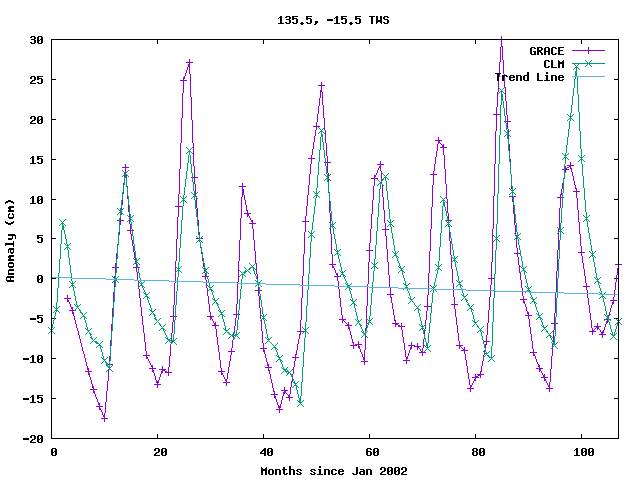 135.5, -15.5 TWS
GRACE
CLM
Trend Line
30
25
20
15
10
5
0
-5
-10
-15
-20
Anomaly (cm)
0 20 40 60 80 100
Months since Jan 2002